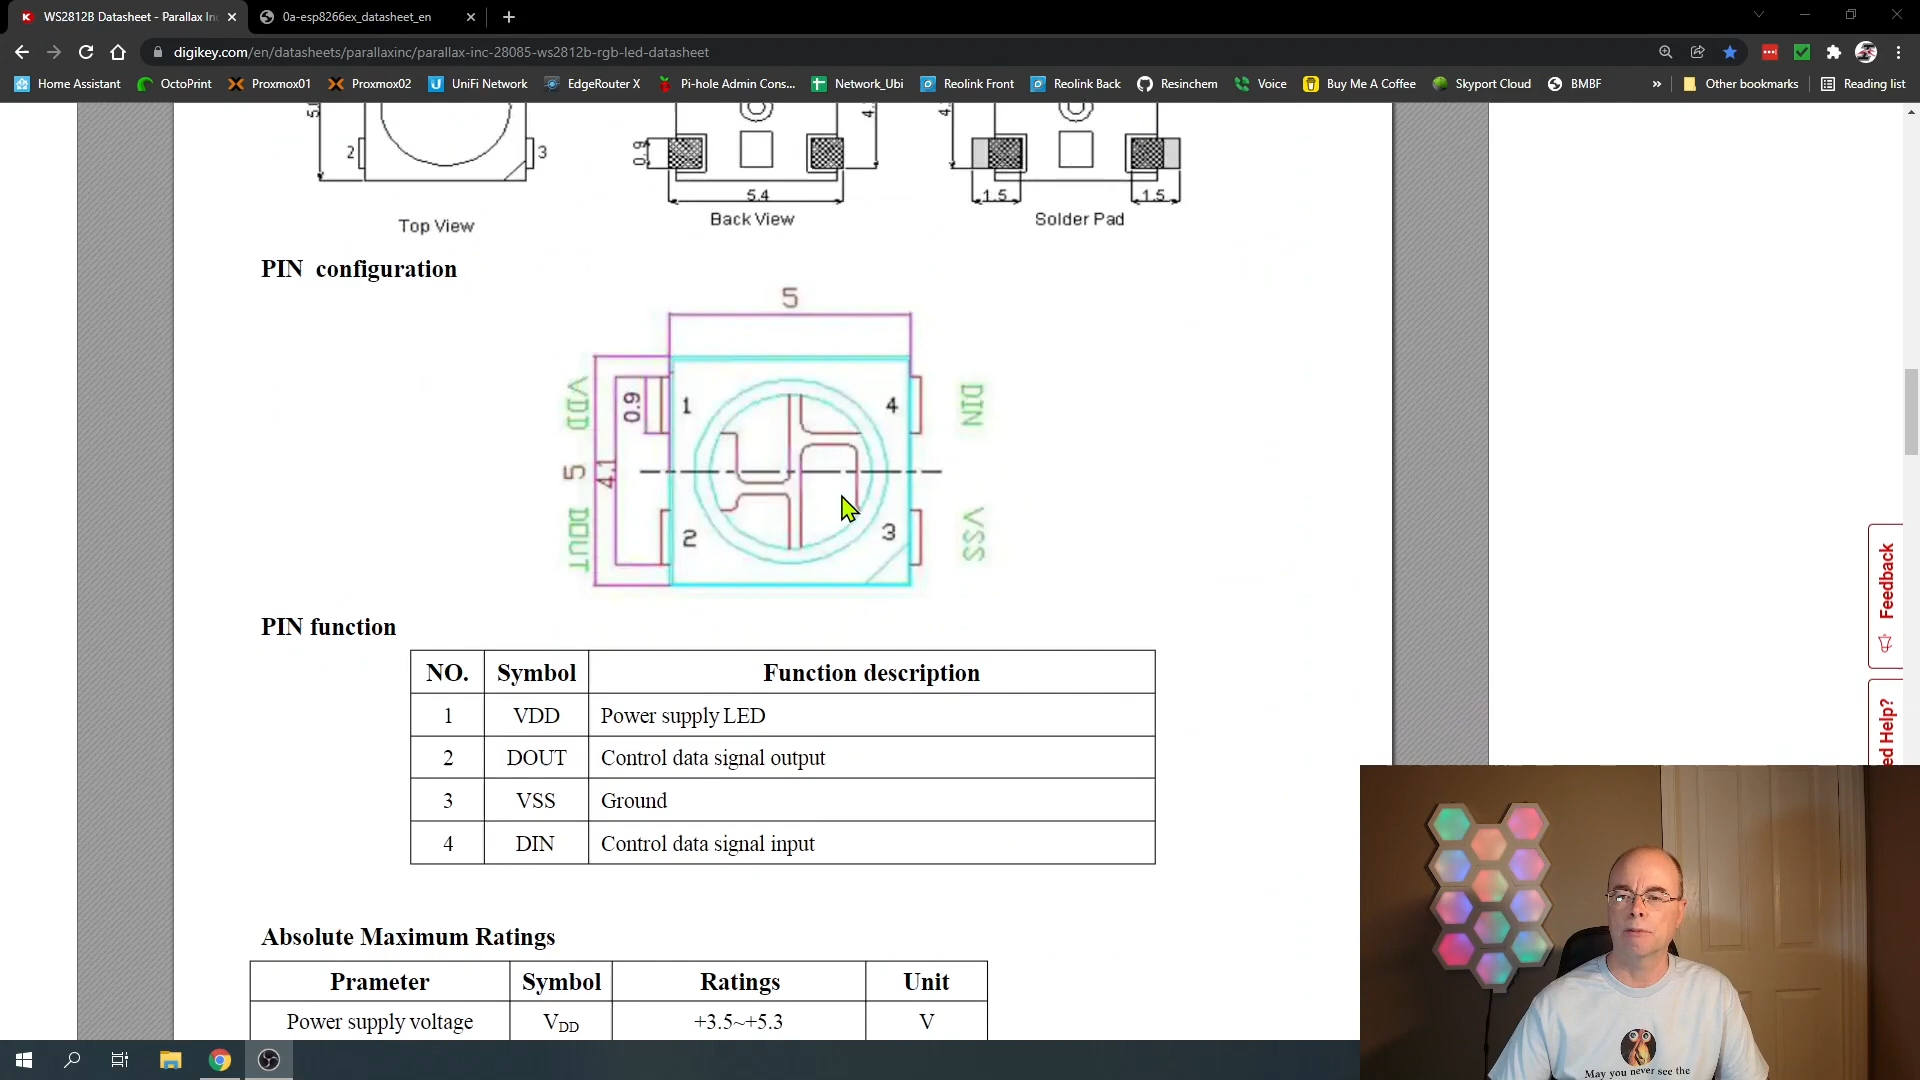 WS2812B Datasheet - Parallax Inc
0a-esp8266ex_datasheet_en
digikey.com/en/datasheets/parallaxinc/parallax-inc-28085-ws2812b-rgb-led-datasheet
Home Assistant
OctoPrint
Proxmox01
Proxmox02
UniFi Network
EdgeRouter X
Pi-hole Admin Cons...
Network_Ubi
Reolink Front
Reolink Back
Resinchem
Voice
Buy Me A Coffee
Skyport Cloud
BMBF
»
Other bookmarks
Reading list
2
3
0.9
5.4
1.5
1.5
Top View
Back View
Solder Pad
PIN configuration
5
VDD
0.9
1
4
DIN
5
4.1
DOUT
2
3
VSS
PIN function
NO. Symbol Function description
1 VDD Power supply LED
2 DOUT Control data signal output
3 VSS Ground
4 DIN Control data signal input
Absolute Maximum Ratings
Prameter Symbol Ratings Unit
Power supply voltage VDD +3.5~+5.3 V
Feedback
ed Help?
May you never see the